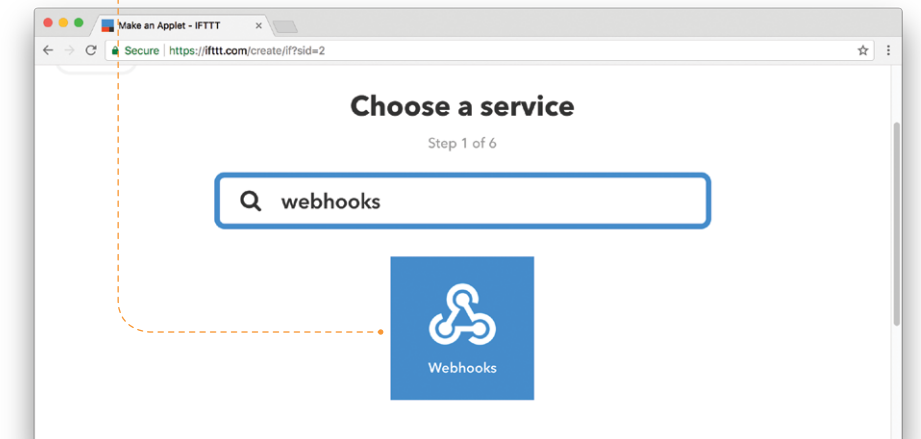 Make an Applet - IFTTT
Secure https://ifttt.com/create/if?sid=2
Choose a service
Step 1 of 6
webhooks
Webhooks